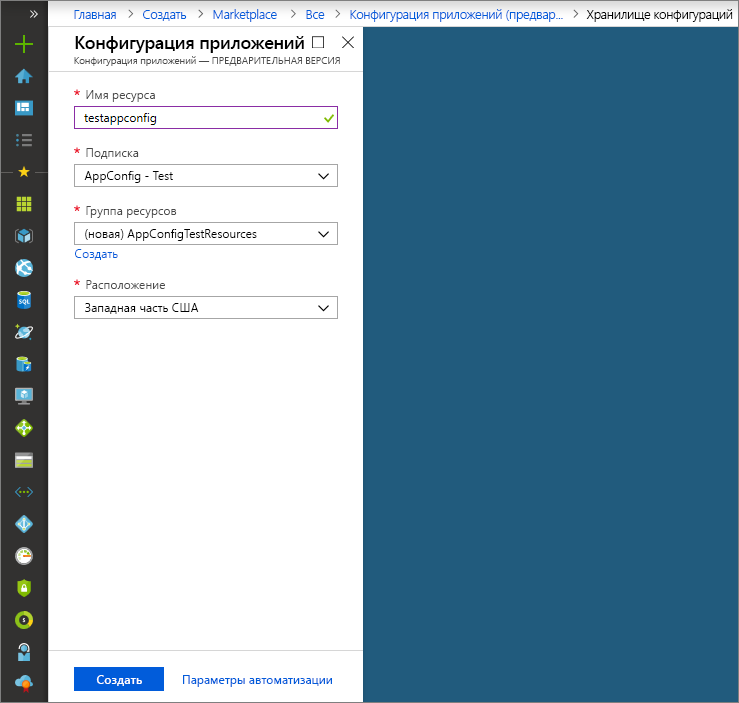 » Главная > Создать > Marketplace > Все > Конфигурация приложений (предвар... > Хранилище конфигураций
Конфигурация приложений
Конфигурация приложений — ПРЕДВАРИТЕЛЬНАЯ ВЕРСИЯ
* Имя ресурса
testappconfig
* Подписка
AppConfig - Test
* Группа ресурсов
(новая) AppConfigTestResources
Создать
* Расположение
Западная часть США
SQL
Создать Параметры автоматизации